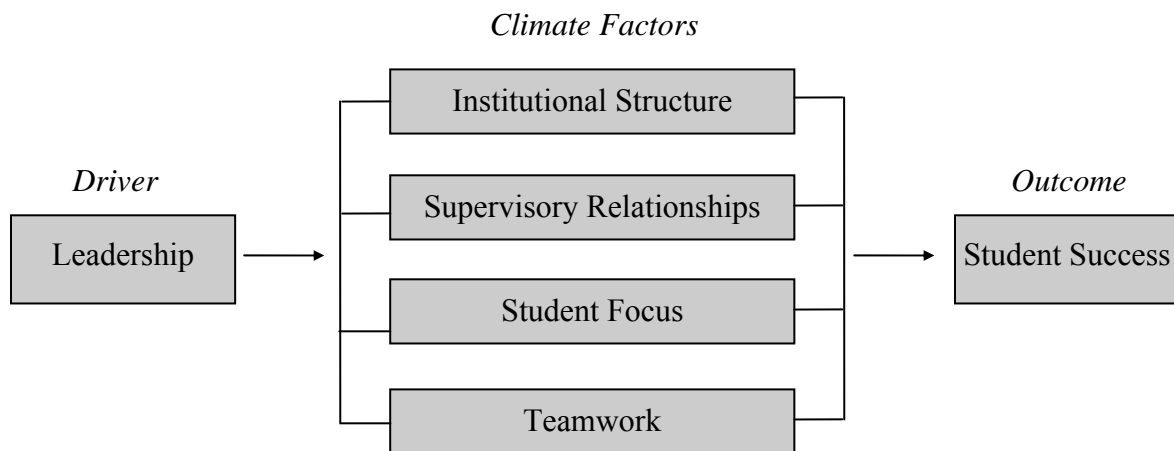 Climate Factors
Institutional Structure
Driver
Supervisory Relationships
Outcome
Leadership
Student Success
Student Focus
Teamwork